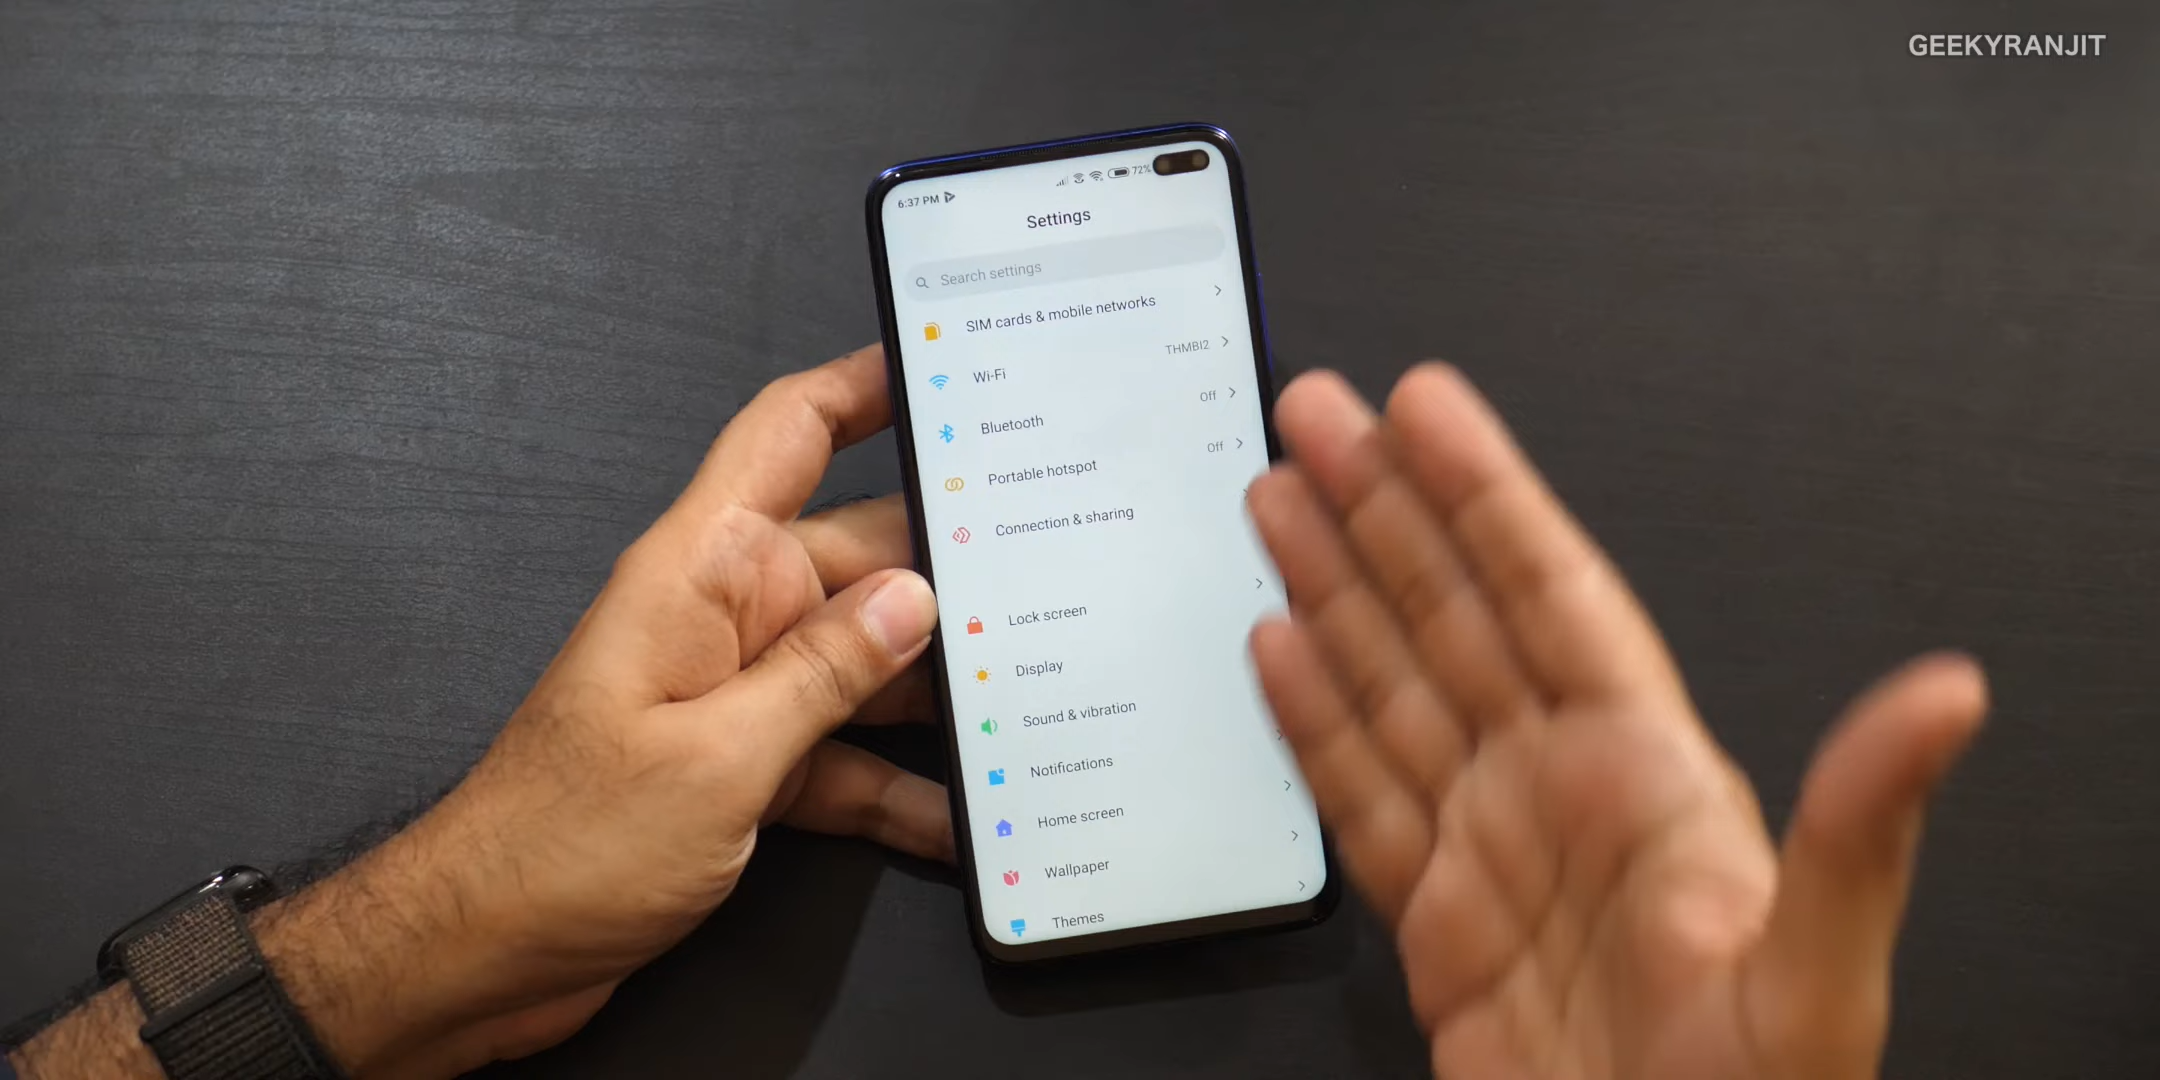 GEEKYRANJIT
6:37 PM
72%
Settings
Search settings
SIM cards & mobile networks
Wi-Fi
THMBI2
Bluetooth
Off
Portable hotspot
Off
Connection & sharing
Lock screen
Display
Sound & vibration
Notifications
Home screen
Wallpaper
Themes